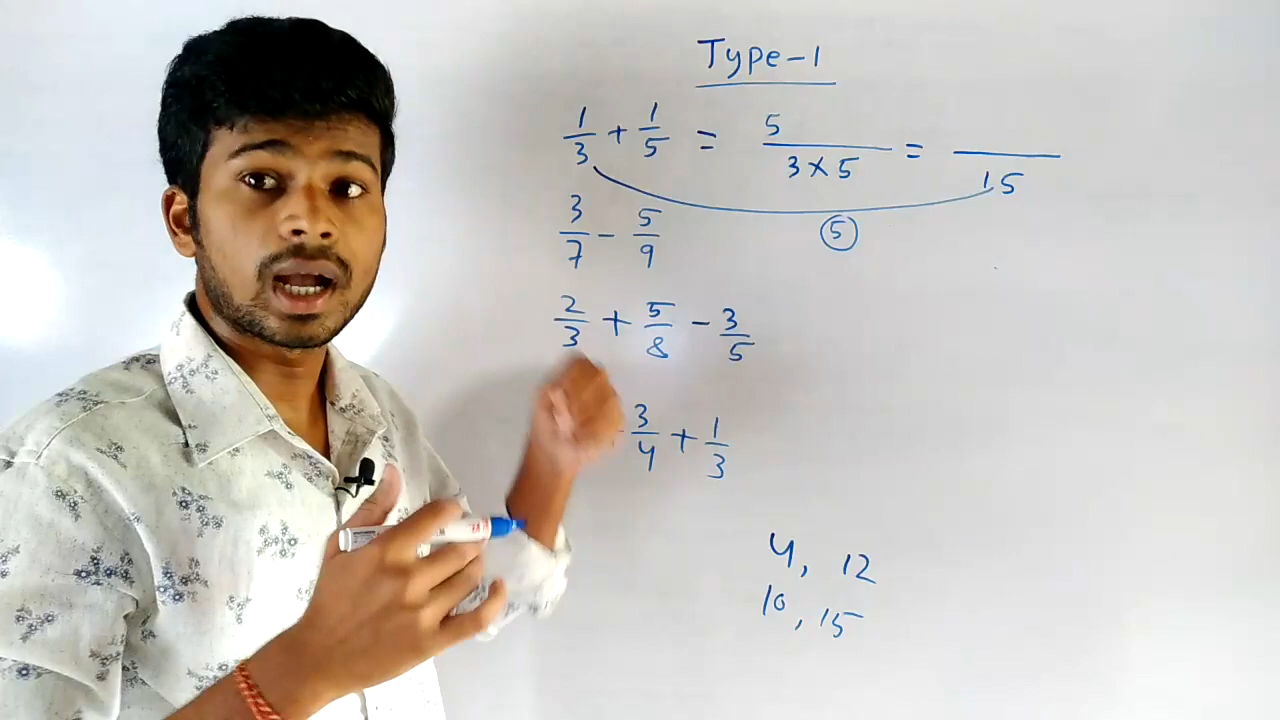 Type-1
1/3 + 1/5 = 5/(3×5) = /15
5
3/7 - 5/9
2/3 + 5/8 - 3/5
3/4 + 1/3
4, 12
10, 15